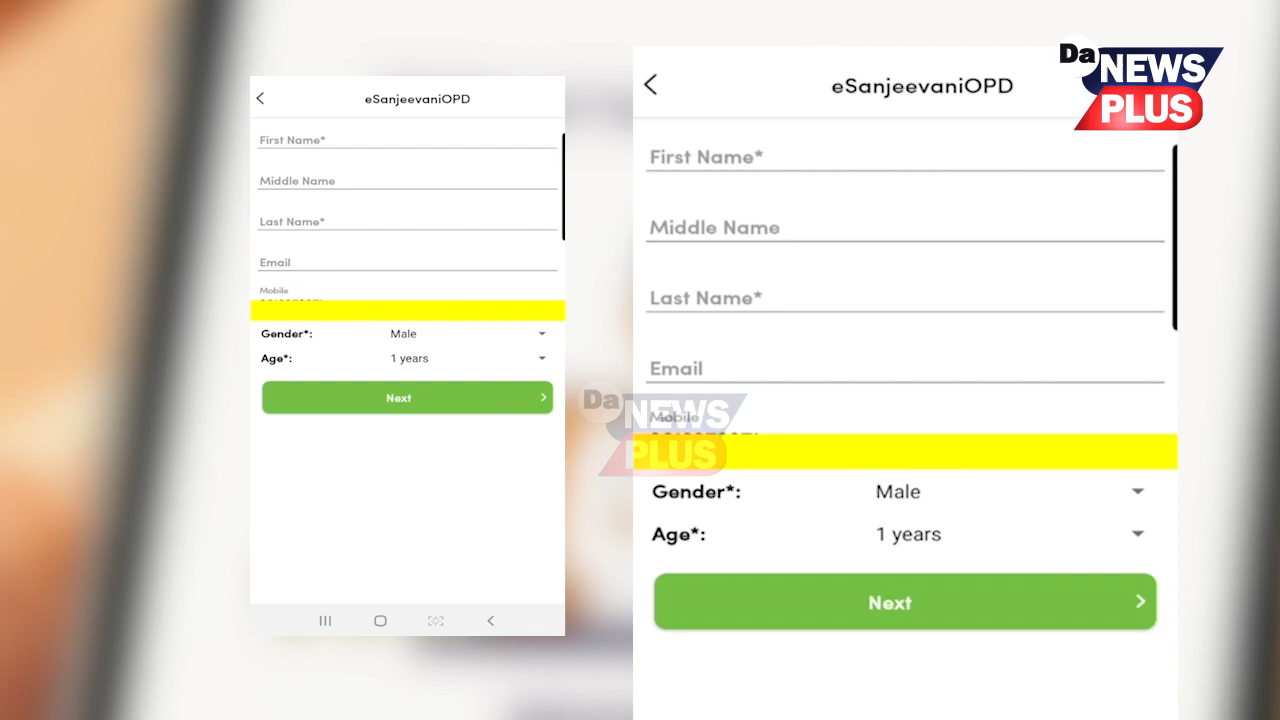 eSanjeevaniOPD
First Name*
Middle Name
Last Name*
Email
Mobile
Gender*: Male
Age*: 1 years
Next
eSanjeevaniOPD
First Name*
Middle Name
Last Name*
Email
Mobile
Gender*: Male
Age*: 1 years
Next
Da
NEWS
PLUS
Da
NEWS
PLUS